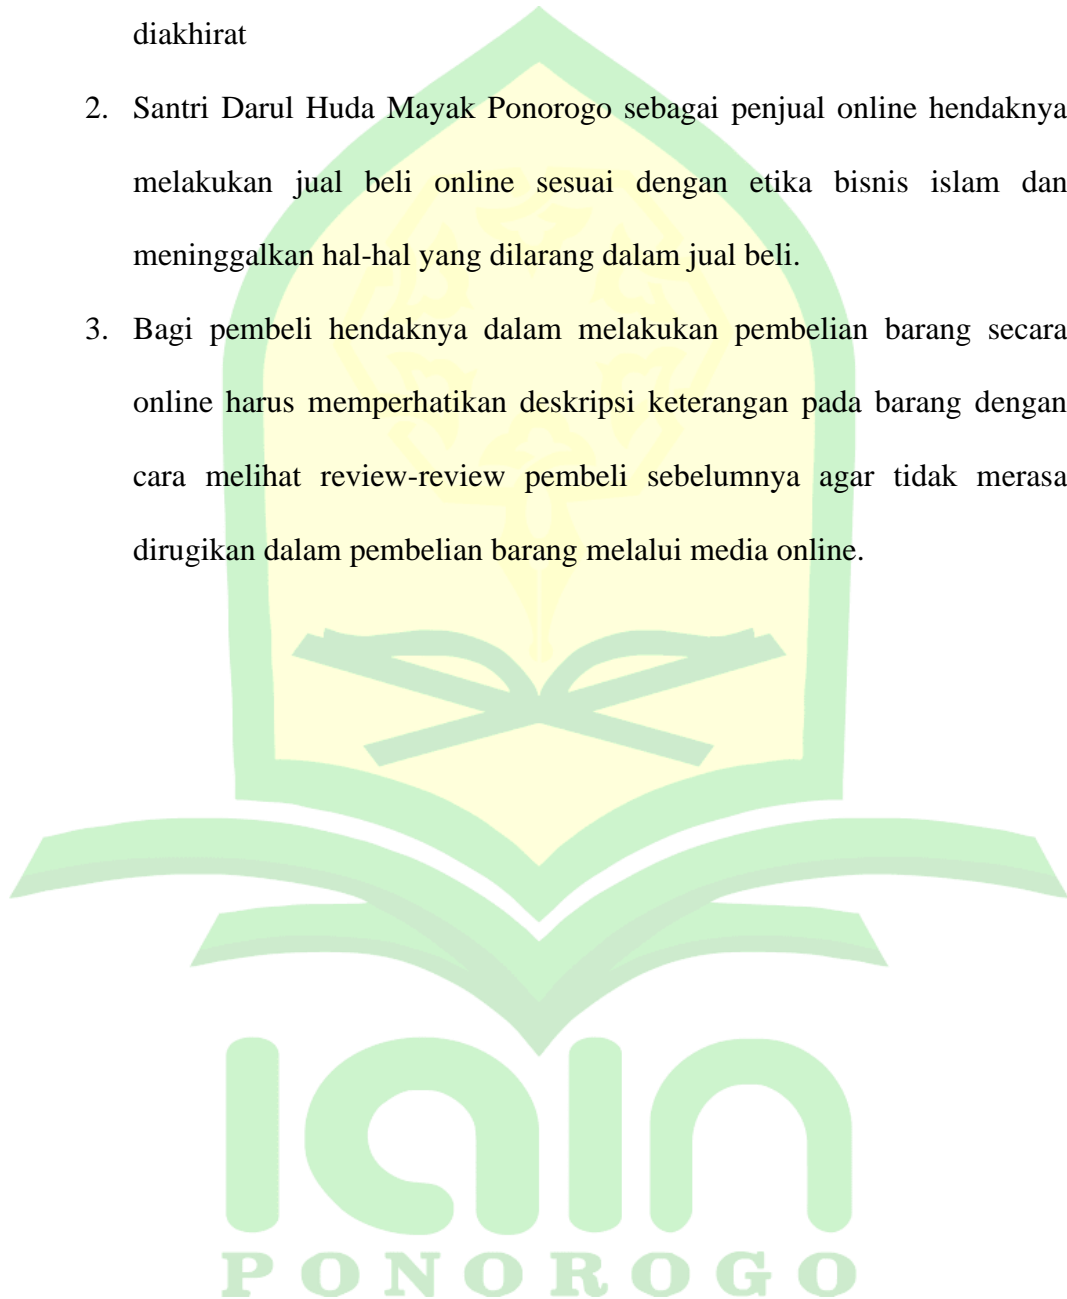 diakhirat
2. Santri Darul Huda Mayak Ponorogo sebagai penjual online hendaknya
melakukan jual beli online sesuai dengan etika bisnis islam dan
meninggalkan hal-hal yang dilarang dalam jual beli.
3. Bagi pembeli hendaknya dalam melakukan pembelian barang secara
online harus memperhatikan deskripsi keterangan pada barang dengan
cara melihat review-review pembeli sebelumnya agar tidak merasa
dirugikan dalam pembelian barang melalui media online.
IAIN
PONOROGO